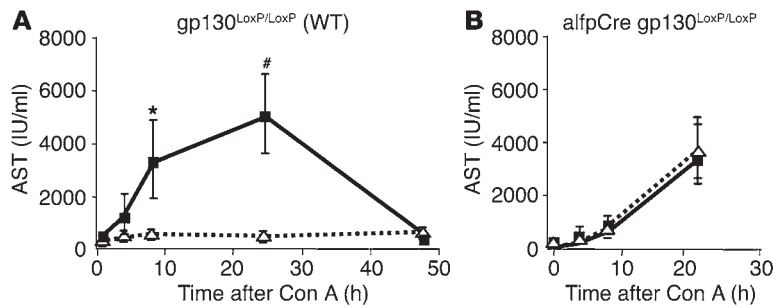 A
gp130LoxP/LoxP (WT)
8000
6000
4000
2000
0
AST (IU/ml)
*
#
0
10
20
30
40
50
Time after Con A (h)
B
alfpCre gp130LoxP/LoxP
8000
6000
4000
2000
0
AST (IU/ml)
0
10
20
30
Time after Con A (h)